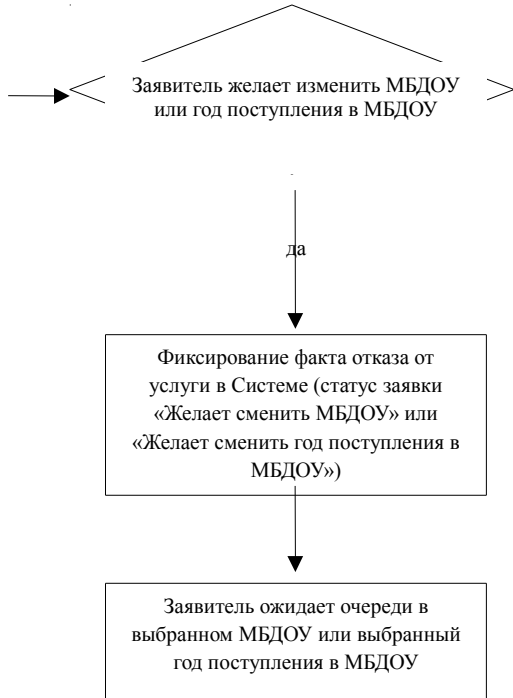 Заявитель желает изменить МБДОУ
или год поступления в МБДОУ
да
Фиксирование факта отказа от
услуги в Системе (статус заявки
«Желает сменить МБДОУ» или
«Желает сменить год поступления в
МБДОУ»)
Заявитель ожидает очереди в
выбранном МБДОУ или выбранный
год поступления в МБДОУ